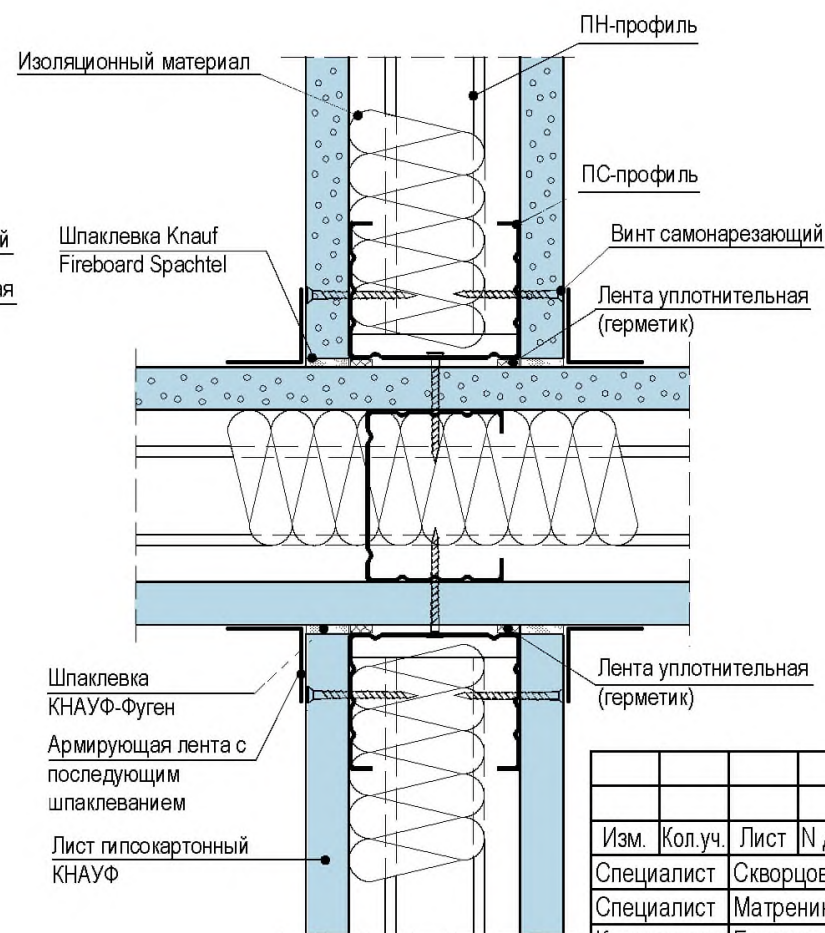 ПН-профиль
Изоляционный материал
ПС-профиль
Шпаклевка Knauf
Fireboard Spachtel
Винт самонарезающий
Лента уплотнительная
(герметик)
Шпаклевка
КНАУФ-Фуген
Лента уплотнительная
(герметик)
Армирующая лента с
последующим
шпаклеванием
Лист гипсокартонный
КНАУФ
Изм. Кол.уч. Лист N
Специалист Скворцов
Специалист